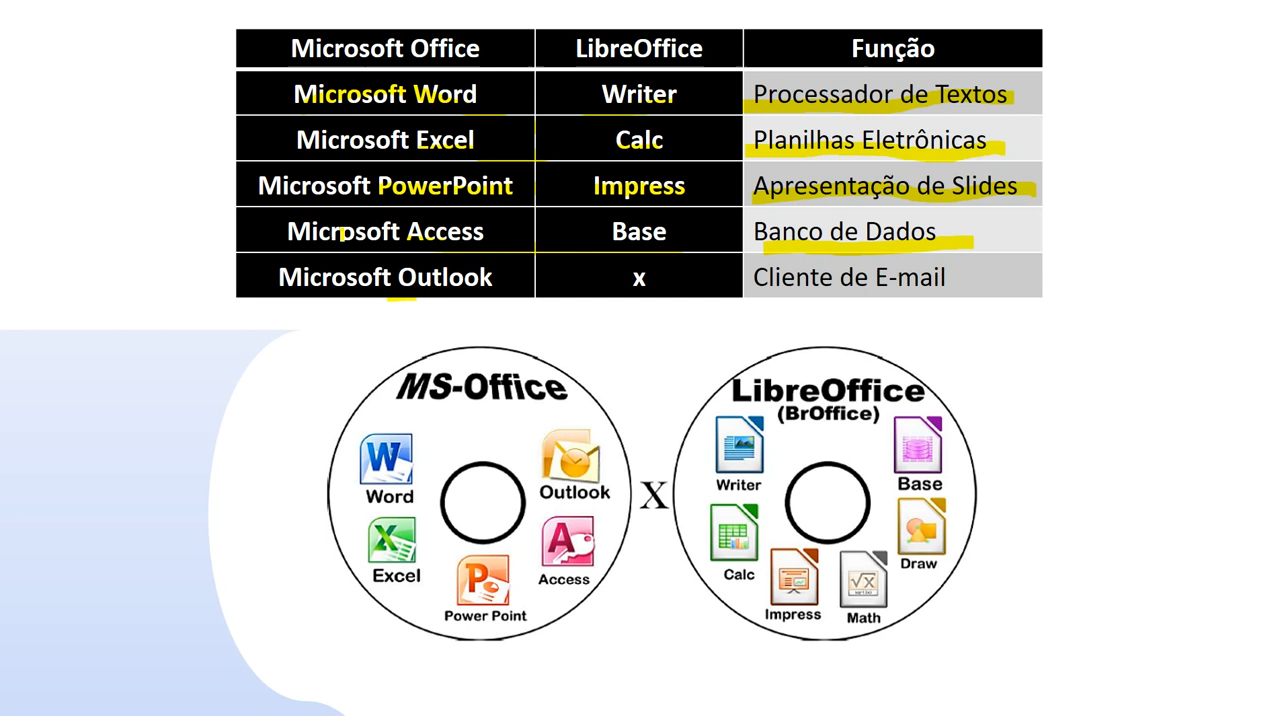 Microsoft Office LibreOffice Função
Microsoft Word Writer Processador de Textos
Microsoft Excel Calc Planilhas Eletrônicas
Microsoft PowerPoint Impress Apresentação de Slides
Microsoft Access Base Banco de Dados
Microsoft Outlook x Cliente de E-mail
MS-Office
W
Word
Outlook
X
Excel
P
Power Point
A
Access
X
LibreOffice
(BrOffice)
Writer
Base
Calc
Draw
Impress
√x
Math